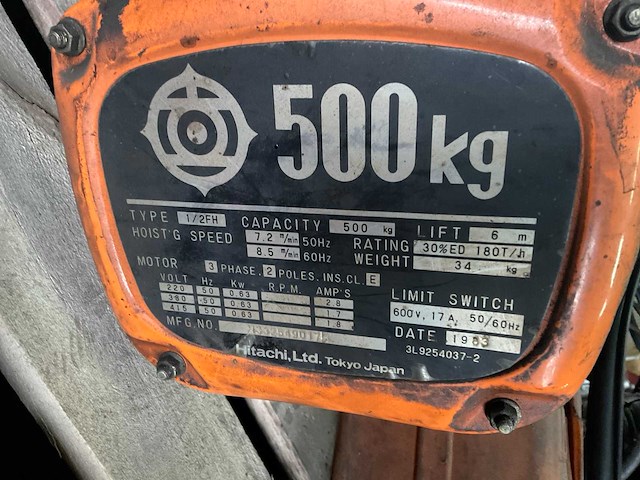 500kg
TYPE 1/2FH CAPACITY 500 kg LIFT 6 m
HOIST'G SPEED 7.2 m/min 50Hz RATING 30%ED 180T/h
8.5 m/min 60Hz WEIGHT 34 kg
MOTOR 3 PHASE, 2 POLES, INS.CL. E
VOLT Hz Kw R.P.M. AMP'S LIMIT SWITCH
220 50 0.63 2.8 600V, 17A, 50/60Hz
380 50 0.63 1.7
415 50 0.63 1.8 DATE 1983
MFG.NO. 3L9254037-2
Hitachi, Ltd. Tokyo Japan